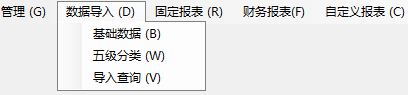 管理 (G) 数据导入 (D) 固定报表 (R) 财务报表(F) 自定义报表 (C)
基础数据 (B)
五级分类 (W)
导入查询 (V)